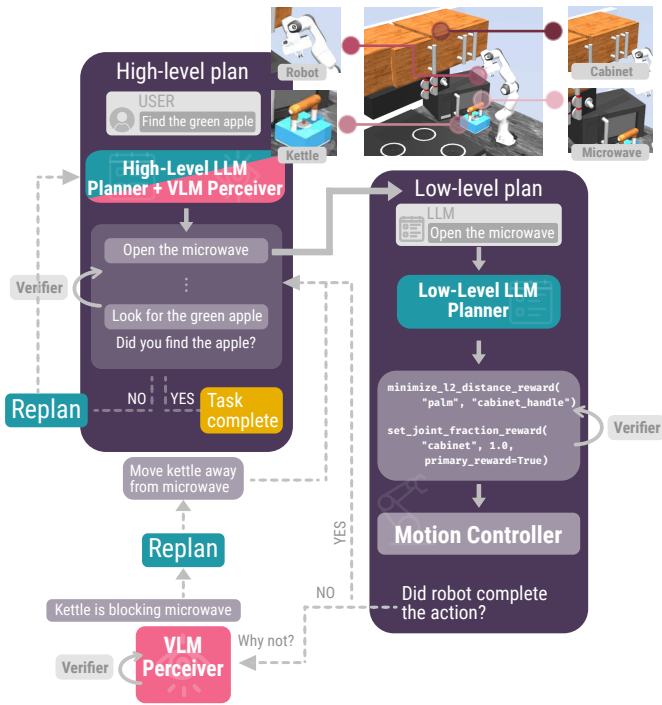 Robot
Kettle
Cabinet
Microwave
High-level plan
USER
Find the green apple
High-Level LLM
Planner + VLM Perceiver
Open the microwave
⋮
Verifier
Look for the green apple
Did you find the apple?
NO
YES
Replan
Task
complete
Move kettle away
from microwave
Replan
Kettle is blocking microwave
VLM
Perceiver
Verifier
Why not?
NO
YES
Low-level plan
LLM
Open the microwave
Low-Level LLM
Planner
minimize_l2_distance_reward(
"palm", "cabinet_handle")
set_joint_fraction_reward(
"cabinet", 1.0,
primary_reward=True)
Verifier
Motion Controller
Did robot complete
the action?